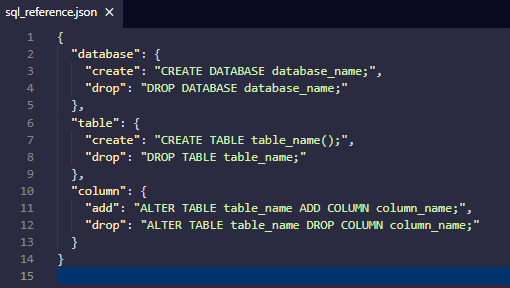 sql_reference.json ×
1 {
2   "database": {
3     "create": "CREATE DATABASE database_name;",
4     "drop": "DROP DATABASE database_name;"
5   },
6   "table": {
7     "create": "CREATE TABLE table_name();",
8     "drop": "DROP TABLE table_name;"
9   },
10   "column": {
11     "add": "ALTER TABLE table_name ADD COLUMN column_name;",
12     "drop": "ALTER TABLE table_name DROP COLUMN column_name;"
13   }
14 }
15